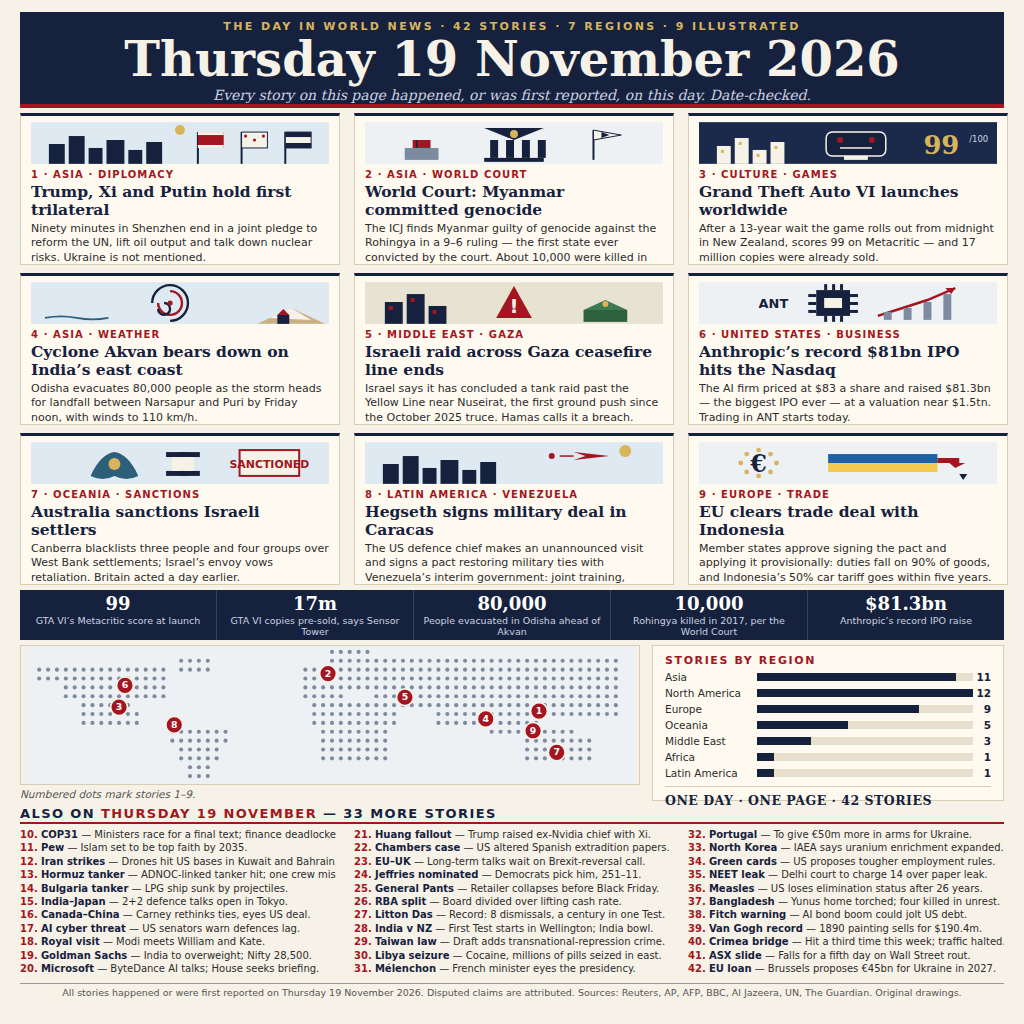 THE DAY IN WORLD NEWS · 42 STORIES · 7 REGIONS · 9 ILLUSTRATED
Thursday 19 November 2026
Every story on this page happened, or was first reported, on this day. Date-checked.
1 · ASIA · DIPLOMACY
Trump, Xi and Putin hold first
trilateral
Ninety minutes in Shenzhen end in a joint pledge to
reform the UN, lift oil output and talk down nuclear
risks. Ukraine is not mentioned.
2 · ASIA · WORLD COURT
World Court: Myanmar
committed genocide
The ICJ finds Myanmar guilty of genocide against the
Rohingya in a 9–6 ruling — the first state ever
convicted by the court. About 10,000 were killed in
99 /100
3 · CULTURE · GAMES
Grand Theft Auto VI launches
worldwide
After a 13-year wait the game rolls out from midnight
in New Zealand, scores 99 on Metacritic — and 17
million copies were already sold.
4 · ASIA · WEATHER
Cyclone Akvan bears down on
India’s east coast
Odisha evacuates 80,000 people as the storm heads
for landfall between Narsapur and Puri by Friday
noon, with winds to 110 km/h.
!
5 · MIDDLE EAST · GAZA
Israeli raid across Gaza ceasefire
line ends
Israel says it has concluded a tank raid past the
Yellow Line near Nuseirat, the first ground push since
the October 2025 truce. Hamas calls it a breach.
ANT
6 · UNITED STATES · BUSINESS
Anthropic’s record $81bn IPO
hits the Nasdaq
The AI firm priced at $83 a share and raised $81.3bn
— the biggest IPO ever — at a valuation near $1.5tn.
Trading in ANT starts today.
SANCTIONED
7 · OCEANIA · SANCTIONS
Australia sanctions Israeli
settlers
Canberra blacklists three people and four groups over
West Bank settlements; Israel’s envoy vows
retaliation. Britain acted a day earlier.
8 · LATIN AMERICA · VENEZUELA
Hegseth signs military deal in
Caracas
The US defence chief makes an unannounced visit
and signs a pact restoring military ties with
Venezuela’s interim government: joint training,
€
9 · EUROPE · TRADE
EU clears trade deal with
Indonesia
Member states approve signing the pact and
applying it provisionally: duties fall on 90% of goods,
and Indonesia’s 50% car tariff goes within five years.
99
GTA VI’s Metacritic score at launch
17m
GTA VI copies pre-sold, says Sensor
Tower
80,000
People evacuated in Odisha ahead of
Akvan
10,000
Rohingya killed in 2017, per the
World Court
$81.3bn
Anthropic’s record IPO raise
2
6
5
3
1
4
8
9
7
Numbered dots mark stories 1–9.
STORIES BY REGION
Asia 11
North America 12
Europe 9
Oceania 5
Middle East 3
Africa 1
Latin America 1
ONE DAY · ONE PAGE · 42 STORIES
ALSO ON THURSDAY 19 NOVEMBER — 33 MORE STORIES
10. COP31 — Ministers race for a final text; finance deadlocke
11. Pew — Islam set to be top faith by 2035.
12. Iran strikes — Drones hit US bases in Kuwait and Bahrain
13. Hormuz tanker — ADNOC-linked tanker hit; one crew mis
14. Bulgaria tanker — LPG ship sunk by projectiles.
15. India–Japan — 2+2 defence talks open in Tokyo.
16. Canada–China — Carney rethinks ties, eyes US deal.
17. AI cyber threat — US senators warn defences lag.
18. Royal visit — Modi meets William and Kate.
19. Goldman Sachs — India to overweight; Nifty 28,500.
20. Microsoft — ByteDance AI talks; House seeks briefing.
21. Huang fallout — Trump raised ex-Nvidia chief with Xi.
22. Chambers case — US altered Spanish extradition papers.
23. EU–UK — Long-term talks wait on Brexit-reversal call.
24. Jeffries nominated — Democrats pick him, 251–11.
25. General Pants — Retailer collapses before Black Friday.
26. RBA split — Board divided over lifting cash rate.
27. Litton Das — Record: 8 dismissals, a century in one Test.
28. India v NZ — First Test starts in Wellington; India bowl.
29. Taiwan law — Draft adds transnational-repression crime.
30. Libya seizure — Cocaine, millions of pills seized in east.
31. Mélenchon — French minister eyes the presidency.
32. Portugal — To give €50m more in arms for Ukraine.
33. North Korea — IAEA says uranium enrichment expanded.
34. Green cards — US proposes tougher employment rules.
35. NEET leak — Delhi court to charge 14 over paper leak.
36. Measles — US loses elimination status after 26 years.
37. Bangladesh — Yunus home torched; four killed in unrest.
38. Fitch warning — AI bond boom could jolt US debt.
39. Van Gogh record — 1890 painting sells for $190.4m.
40. Crimea bridge — Hit a third time this week; traffic halted.
41. ASX slide — Falls for a fifth day on Wall Street rout.
42. EU loan — Brussels proposes €45bn for Ukraine in 2027.
All stories happened or were first reported on Thursday 19 November 2026. Disputed claims are attributed. Sources: Reuters, AP, AFP, BBC, Al Jazeera, UN, The Guardian. Original drawings.